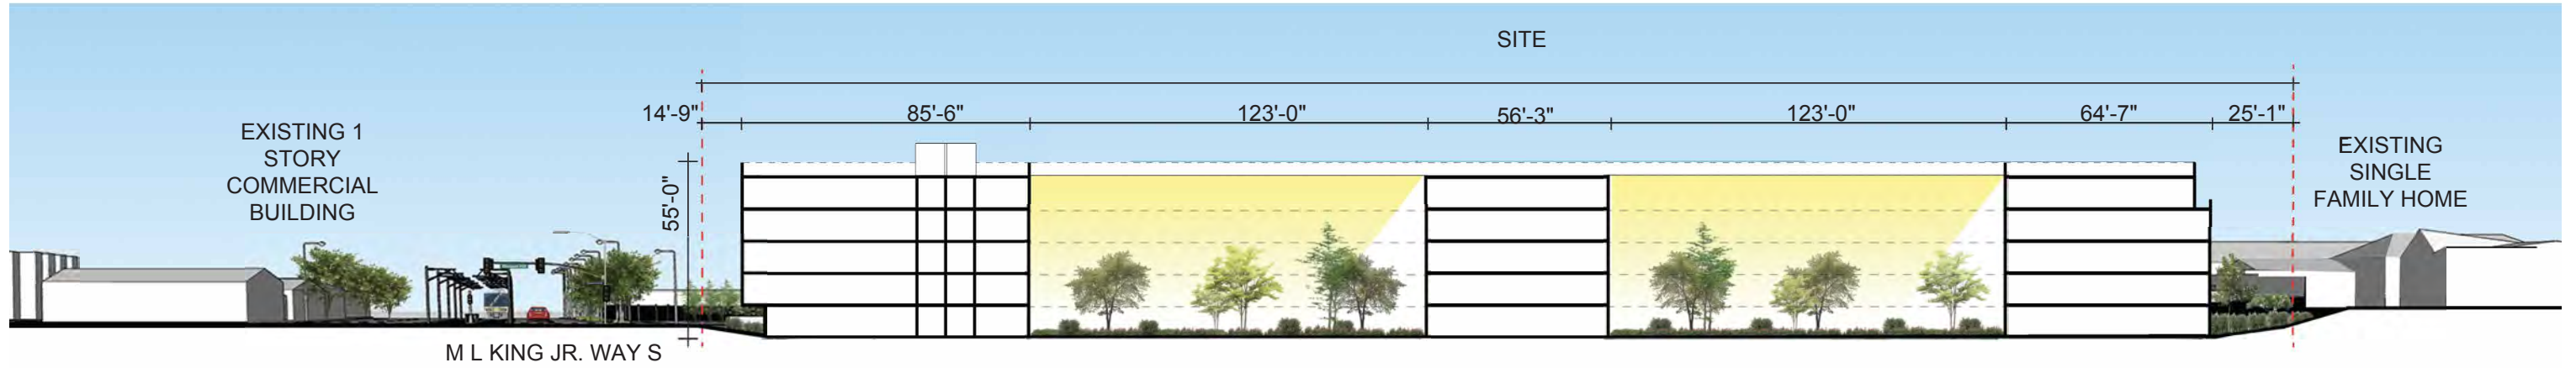 SITE
14'-9"
85'-6"
123'-0"
56'-3"
123'-0"
64'-7"
25'-1"
EXISTING 1
STORY
COMMERCIAL
BUILDING
55'-0"
EXISTING
SINGLE
FAMILY HOME
M L KING JR. WAY S